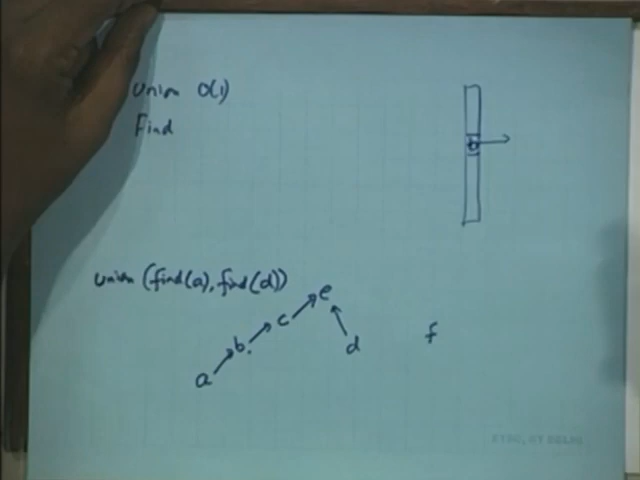 Union O(1)
Find
b
union (find(a), find(d))
e
c
b
d
f
a